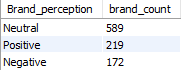 Brand_perception brand_count
Neutral 589
Positive 219
Negative 172